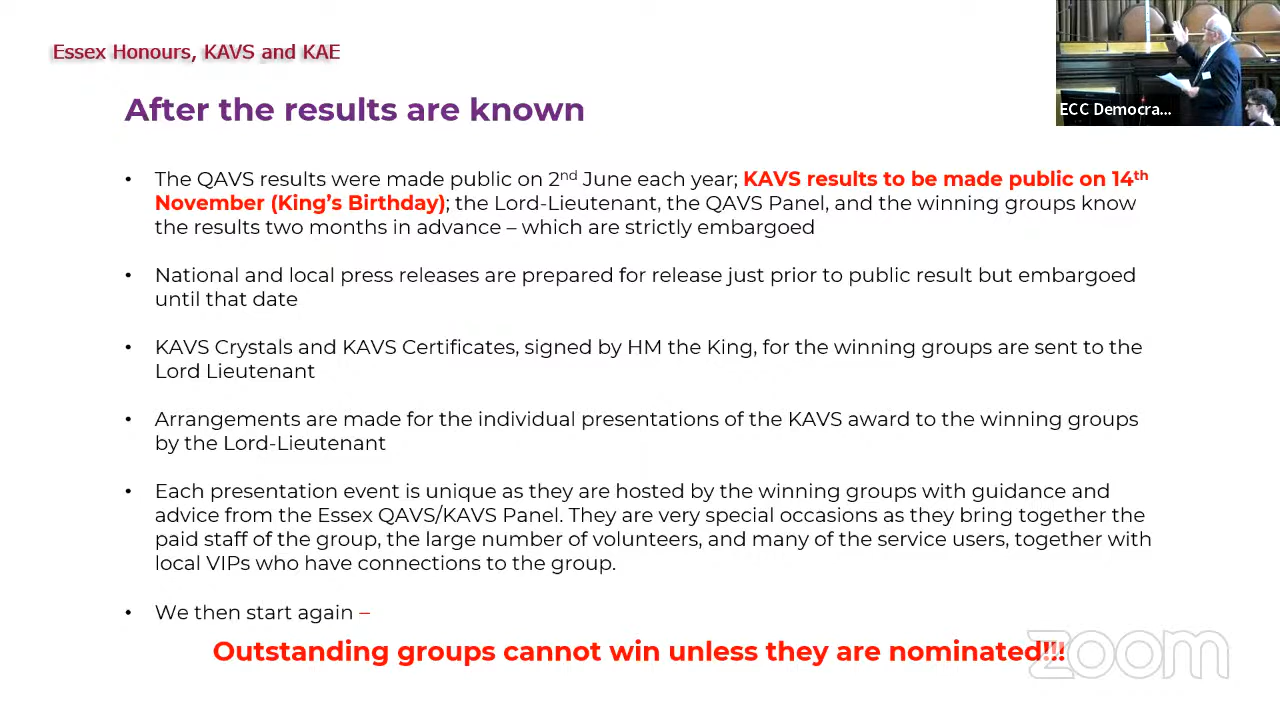 Essex Honours, KAVS and KAE
ECC Democra...
After the results are known
• The QAVS results were made public on 2nd June each year; KAVS results to be made public on 14th
November (King's Birthday); the Lord-Lieutenant, the QAVS Panel, and the winning groups know
the results two months in advance – which are strictly embargoed
• National and local press releases are prepared for release just prior to public result but embargoed
until that date
• KAVS Crystals and KAVS Certificates, signed by HM the King, for the winning groups are sent to the
Lord Lieutenant
• Arrangements are made for the individual presentations of the KAVS award to the winning groups
by the Lord-Lieutenant
• Each presentation event is unique as they are hosted by the winning groups with guidance and
advice from the Essex QAVS/KAVS Panel. They are very special occasions as they bring together the
paid staff of the group, the large number of volunteers, and many of the service users, together with
local VIPs who have connections to the group.
• We then start again –
Outstanding groups cannot win unless they are nominated!!!
zoom